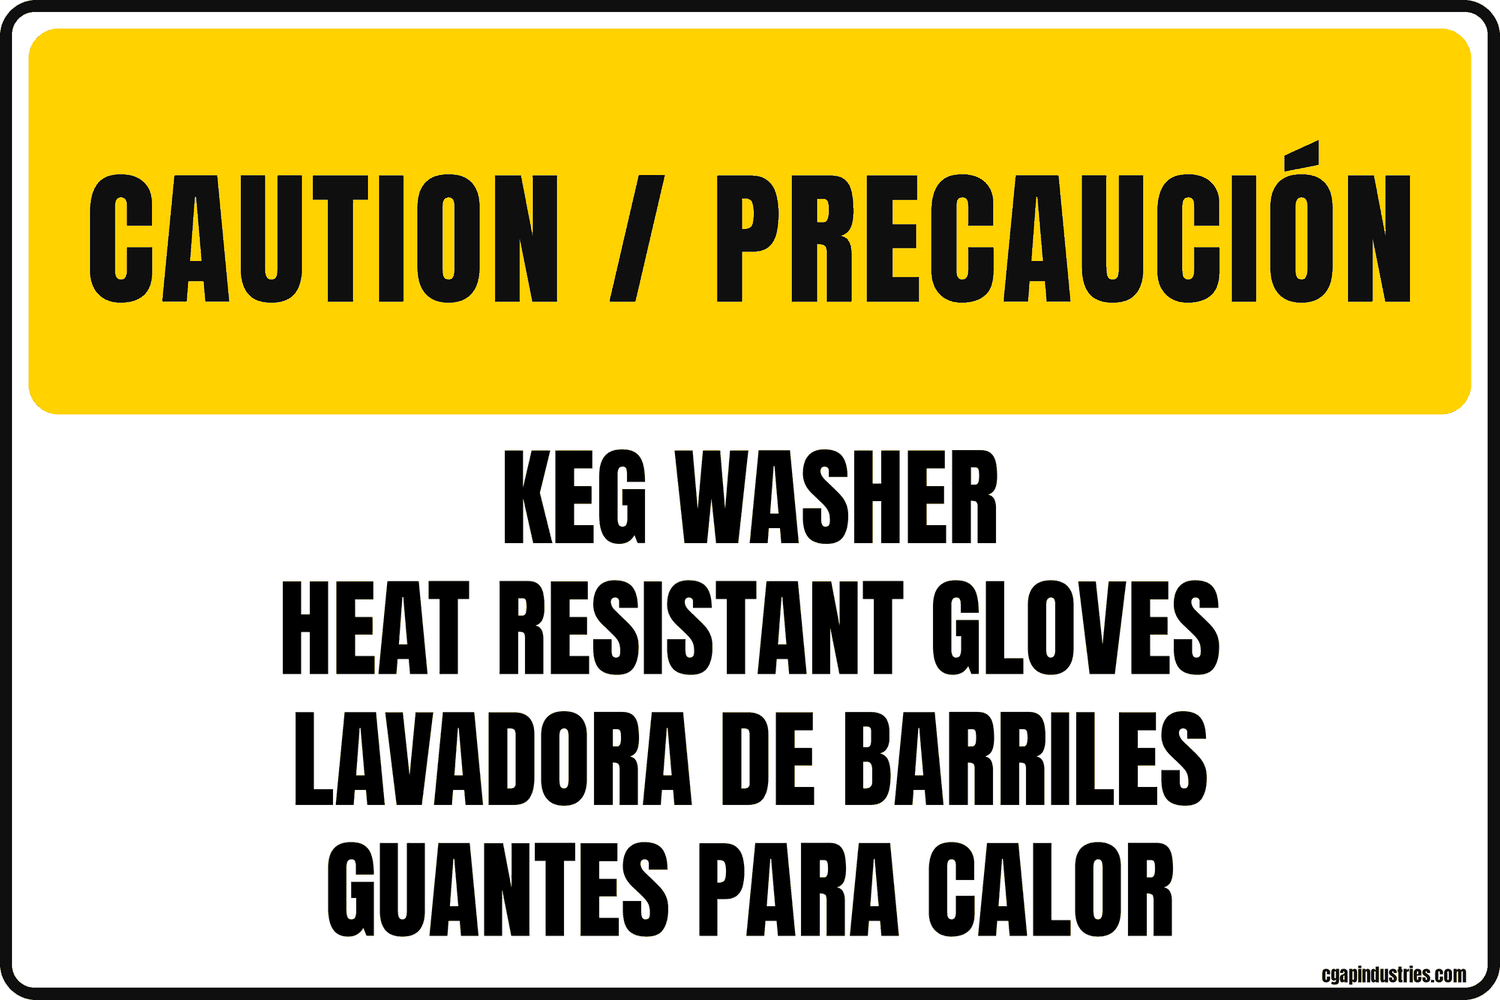 CAUTION / PRECAUCIÓN
KEG WASHER
HEAT RESISTANT GLOVES
LAVADORA DE BARRILES
GUANTES PARA CALOR
cgapindustries.com